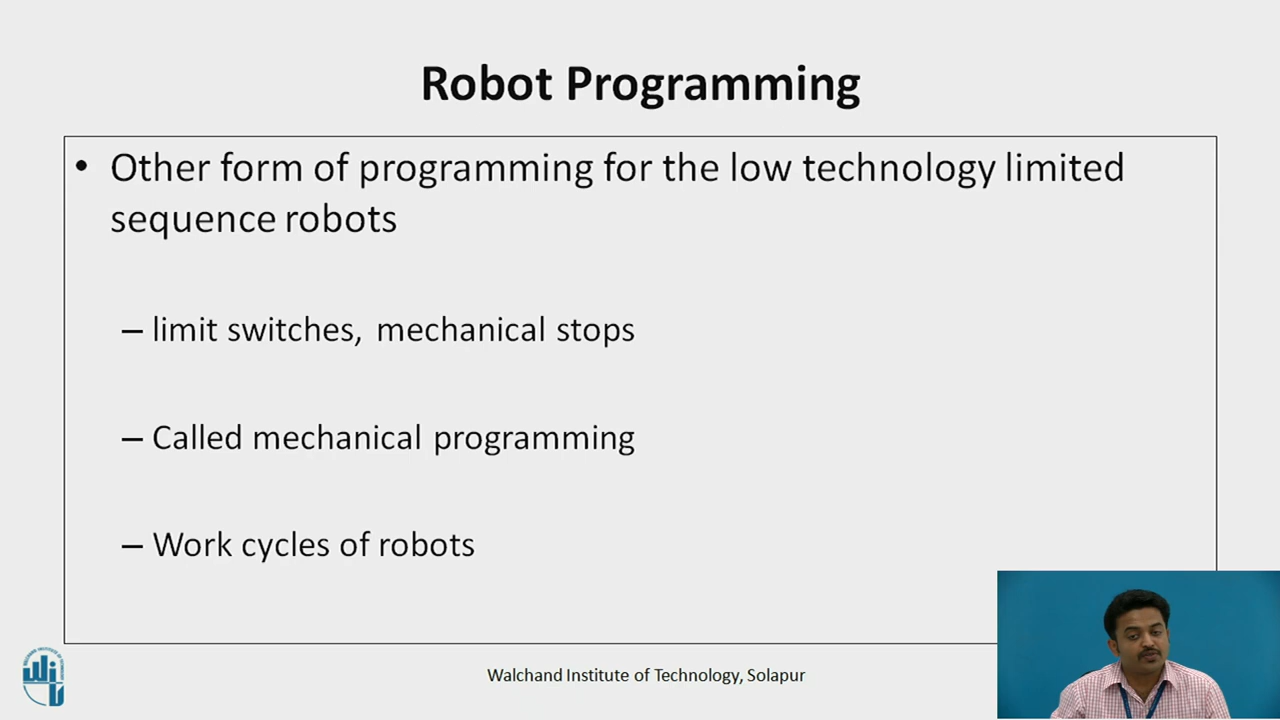 Robot Programming
• Other form of programming for the low technology limited
sequence robots
– limit switches, mechanical stops
– Called mechanical programming
– Work cycles of robots
Walchand Institute of Technology, Solapur